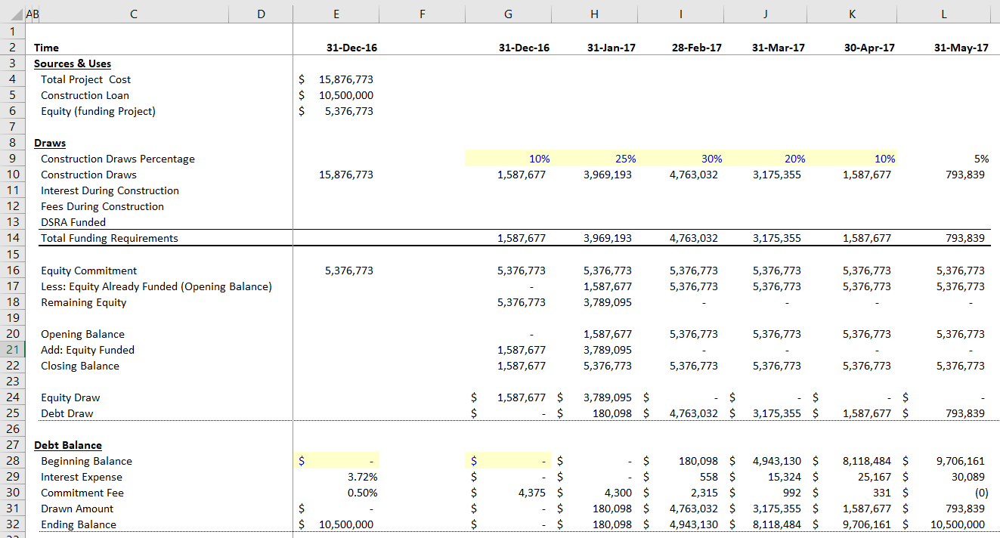 A B C D E F G H I J K L
1
2 Time 31-Dec-16 31-Dec-16 31-Jan-17 28-Feb-17 31-Mar-17 30-Apr-17 31-May-17
3 Sources & Uses
4 Total Project Cost $ 15,876,773
5 Construction Loan $ 10,500,000
6 Equity (funding Project) $ 5,376,773
7
8 Draws
9 Construction Draws Percentage 10% 25% 30% 20% 10% 5%
10 Construction Draws 15,876,773 1,587,677 3,969,193 4,763,032 3,175,355 1,587,677 793,839
11 Interest During Construction
12 Fees During Construction
13 DSRA Funded
14 Total Funding Requirements 1,587,677 3,969,193 4,763,032 3,175,355 1,587,677 793,839
15
16 Equity Commitment 5,376,773 5,376,773 5,376,773 5,376,773 5,376,773 5,376,773 5,376,773
17 Less: Equity Already Funded (Opening Balance) - 1,587,677 5,376,773 5,376,773 5,376,773 5,376,773
18 Remaining Equity 5,376,773 3,789,095 - - - -
19
20 Opening Balance - 1,587,677 5,376,773 5,376,773 5,376,773 5,376,773
21 Add: Equity Funded 1,587,677 3,789,095 - - - -
22 Closing Balance 1,587,677 5,376,773 5,376,773 5,376,773 5,376,773 5,376,773
23
24 Equity Draw $ 1,587,677 $ 3,789,095 $ - $ - $ - $ -
25 Debt Draw $ - $ 180,098 $ 4,763,032 $ 3,175,355 $ 1,587,677 $ 793,839
26
27 Debt Balance
28 Beginning Balance $ - $ - $ - $ 180,098 $ 4,943,130 $ 8,118,484 $ 9,706,161
29 Interest Expense 3.72% $ - $ - $ 558 $ 15,324 $ 25,167 $ 30,089
30 Commitment Fee 0.50% $ 4,375 $ 4,300 $ 2,315 $ 992 $ 331 $ (0)
31 Drawn Amount $ - $ - $ 180,098 $ 4,763,032 $ 3,175,355 $ 1,587,677 $ 793,839
32 Ending Balance $ 10,500,000 $ - $ 180,098 $ 4,943,130 $ 8,118,484 $ 9,706,161 $ 10,500,000